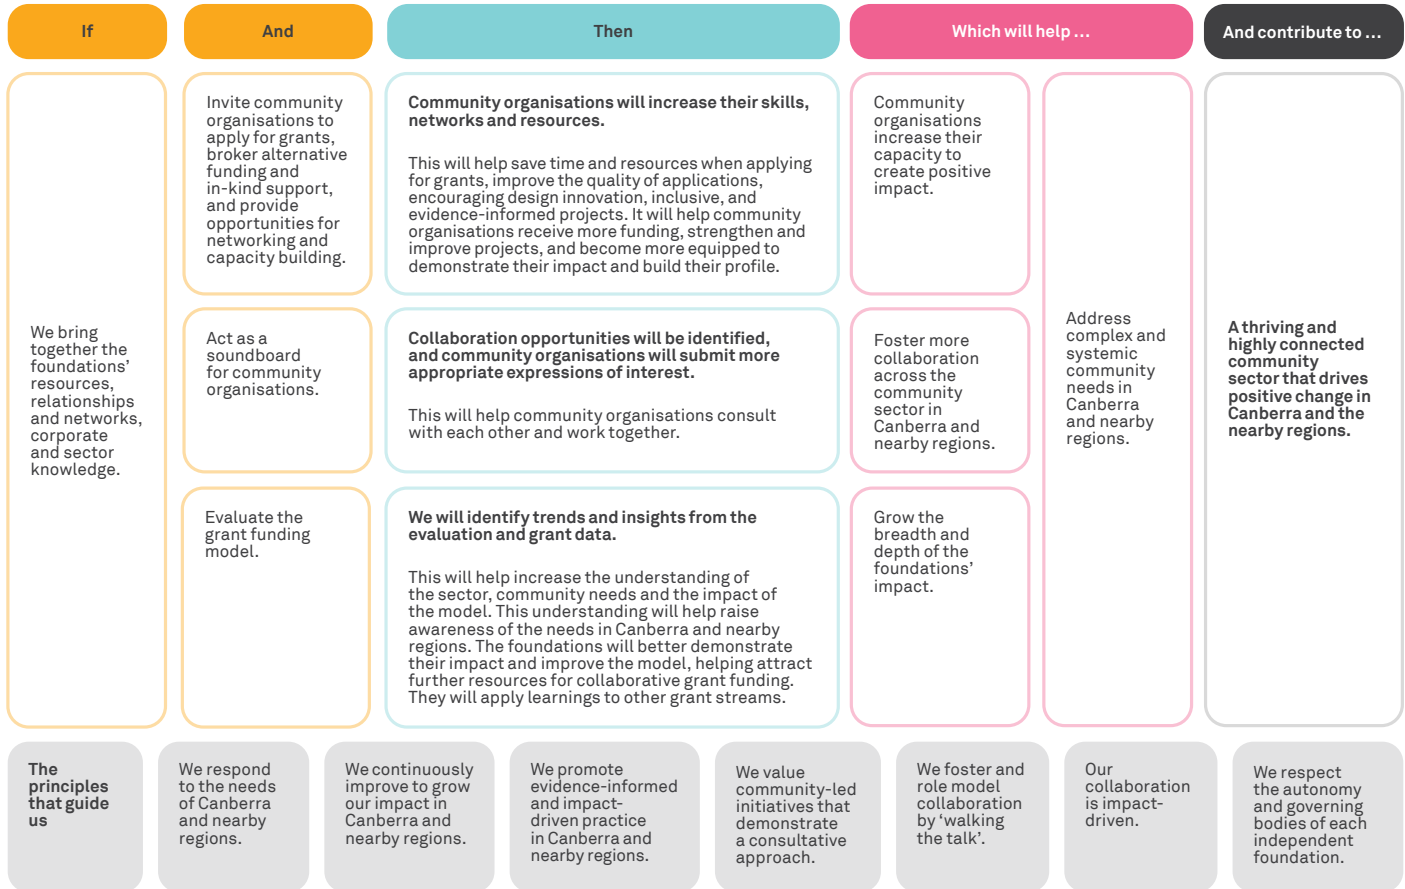 If
And
Then
Which will help ...
And contribute to ...
We bring
together the
foundations’
resources,
relationships
and networks,
corporate
and sector
knowledge.
Invite community
organisations to
apply for grants,
broker alternative
funding and
in-kind support,
and provide
opportunities for
networking and
capacity building.
Community organisations will increase their skills,
networks and resources.
This will help save time and resources when applying
for grants, improve the quality of applications,
encouraging design innovation, inclusive, and
evidence-informed projects. It will help community
organisations receive more funding, strengthen and
improve projects, and become more equipped to
demonstrate their impact and build their profile.
Community
organisations
increase their
capacity to
create positive
impact.
Act as a
soundboard
for community
organisations.
Collaboration opportunities will be identified,
and community organisations will submit more
appropriate expressions of interest.
This will help community organisations consult
with each other and work together.
Foster more
collaboration
across the
community
sector in
Canberra and
nearby regions.
Evaluate the
grant funding
model.
We will identify trends and insights from the
evaluation and grant data.
This will help increase the understanding of
the sector, community needs and the impact of
the model. This understanding will help raise
awareness of the needs in Canberra and nearby
regions. The foundations will better demonstrate
their impact and improve the model, helping attract
further resources for collaborative grant funding.
They will apply learnings to other grant streams.
Grow the
breadth and
depth of the
foundations’
impact.
Address
complex and
systemic
community
needs in
Canberra
and nearby
regions.
A thriving and
highly connected
community
sector that drives
positive change in
Canberra and the
nearby regions.
The
principles
that guide
us
We respond
to the needs
of Canberra
and nearby
regions.
We continuously
improve to grow
our impact in
Canberra and
nearby regions.
We promote
evidence-informed
and impact-
driven practice
in Canberra and
nearby regions.
We value
community-led
initiatives that
demonstrate
a consultative
approach.
We foster and
role model
collaboration
by ‘walking
the talk’.
Our
collaboration
is impact-
driven.
We respect
the autonomy
and governing
bodies of each
independent
foundation.